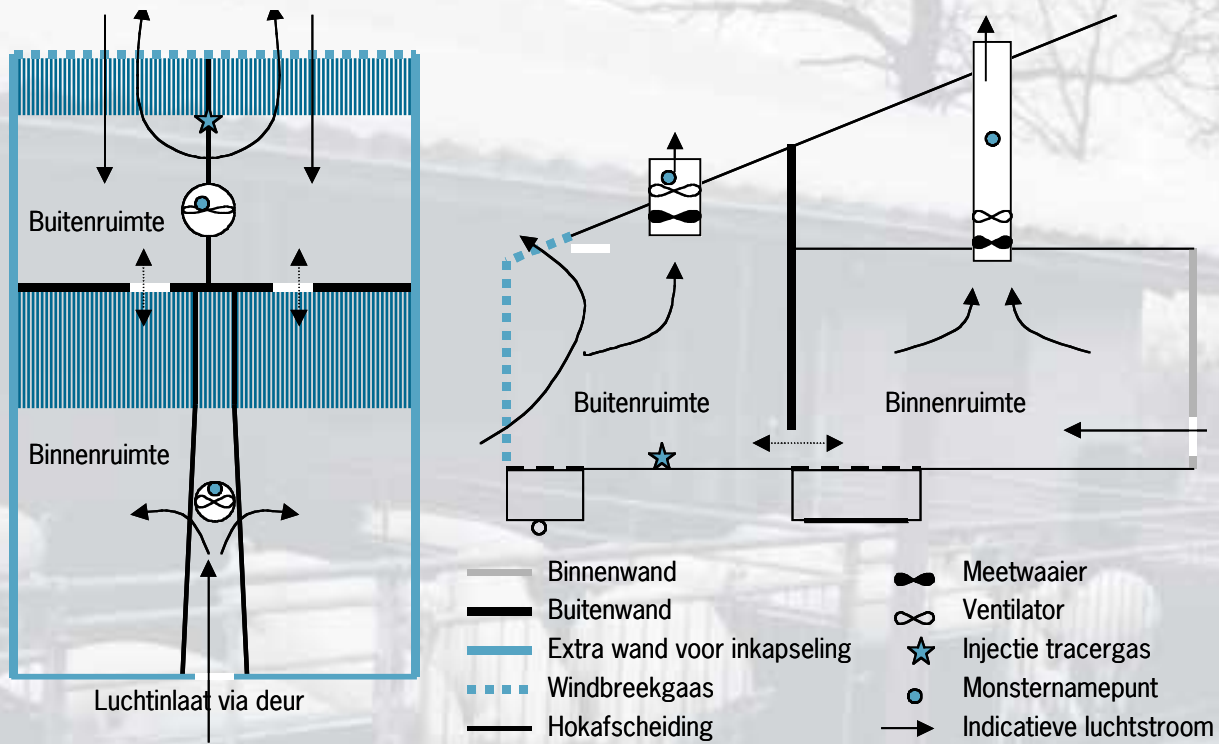 Buitenruimte
Binnenruimte
Luchtinlaat via deur
Buitenruimte
Binnenruimte
Binnenwand
Buitenwand
Extra wand voor inkapseling
Windbreekgaas
Hokafscheiding
Meetwaaier
Ventilator
Injectie tracergas
Monsternamepunt
Indicatieve luchtstroom